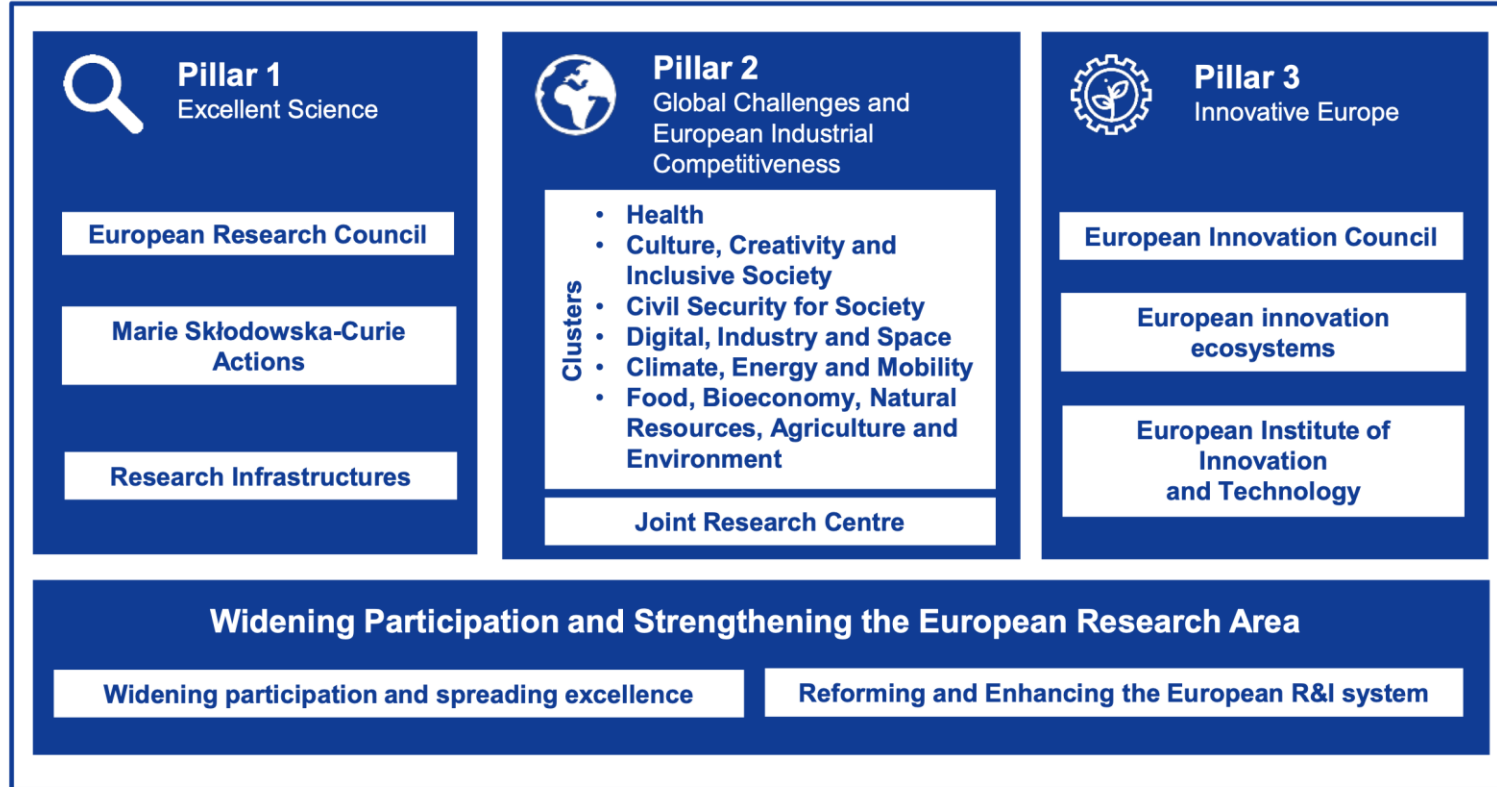 Pillar 1
Excellent Science
European Research Council
Marie Skłodowska-Curie
Actions
Research Infrastructures
Pillar 2
Global Challenges and
European Industrial
Competitiveness
Clusters
• Health
• Culture, Creativity and
Inclusive Society
• Civil Security for Society
• Digital, Industry and Space
• Climate, Energy and Mobility
• Food, Bioeconomy, Natural
Resources, Agriculture and
Environment
Joint Research Centre
Pillar 3
Innovative Europe
European Innovation Council
European innovation
ecosystems
European Institute of
Innovation
and Technology
Widening Participation and Strengthening the European Research Area
Widening participation and spreading excellence
Reforming and Enhancing the European R&I system